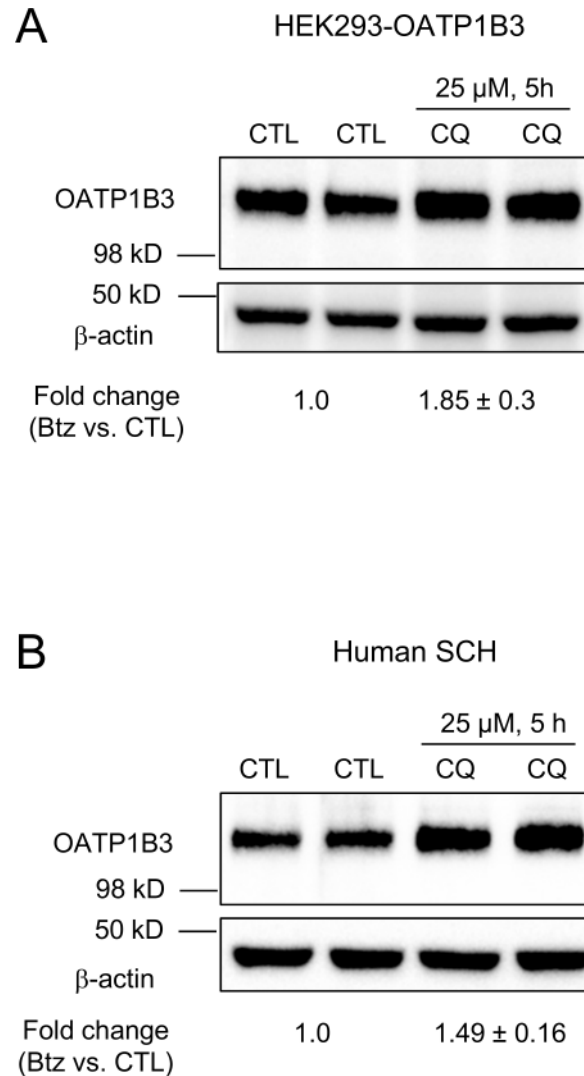 A
HEK293-OATP1B3
25 µM, 5h
CTL CTL CQ CQ
OATP1B3
98 kD
50 kD
β-actin
Fold change 1.0 1.85 ± 0.3
(Btz vs. CTL)
B
Human SCH
25 µM, 5 h
CTL CTL CQ CQ
OATP1B3
98 kD
50 kD
β-actin
Fold change 1.0 1.49 ± 0.16
(Btz vs. CTL)